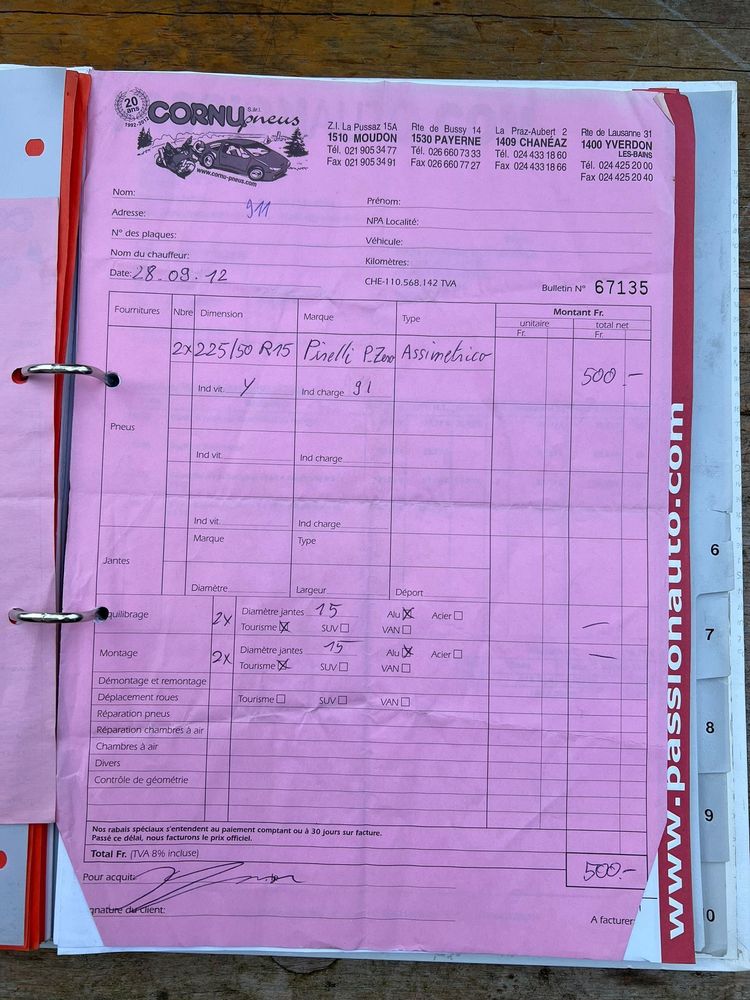 20 ans
1992-2012
CORNU pneus S.à r.l.
www.cornu-pneus.com
Z.I. La Pussaz 15A
1510 MOUDON
Tél. 021 905 34 77
Fax 021 905 34 91
Rte de Bussy 14
1530 PAYERNE
Tél. 026 660 73 33
Fax 026 660 77 27
La Praz-Aubert 2
1409 CHANÉAZ
Tél. 024 433 18 60
Fax 024 433 18 66
Rte de Lausanne 31
1400 YVERDON
LES-BAINS
Tél. 024 425 20 00
Fax 024 425 20 40
Nom:
Prénom:
Adresse: 911
NPA Localité:
N° des plaques:
Véhicule:
Nom du chauffeur:
Kilomètres:
Date: 28.09.12
CHE-110.568.142 TVA
Bulletin N° 67135
Fournitures Nbre Dimension Marque Type Montant Fr.
unitaire total net
Fr. Fr.
2x 225/50 R15 Pirelli P.Zero Assimetrico 500.-
Ind vit. Y Ind charge 91
Pneus
Ind vit. Ind charge
Ind vit. Ind charge
Marque Type
Jantes
Diamètre Largeur Déport
quilibrage 2x Diamètre jantes 15 Alu Acier
Tourisme SUV VAN
Montage 2x Diamètre jantes 15 Alu Acier
Tourisme SUV VAN
Démontage et remontage
Déplacement roues Tourisme SUV VAN
Réparation pneus
Réparation chambres à air
Chambres à air
Divers
Contrôle de géométrie
Nos rabais spéciaux s'entendent au paiement comptant ou à 30 jours sur facture.
Passé ce délai, nous facturons le prix officiel.
Total Fr. (TVA 8% incluse) 500.-
Pour acquit:
gnature du client:
A facturer
www.passionauto.com
6
7
8
9
0